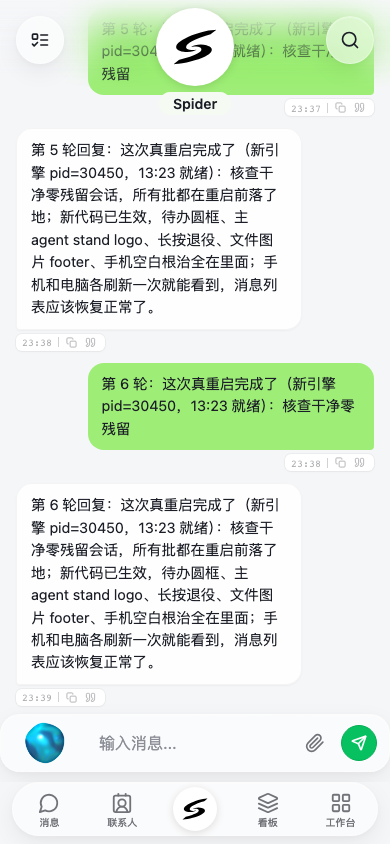 第 5 轮：这次真重启完成了（新引擎
pid=304
核查干净零
残留
Spider
23:37
第 5 轮回复：这次真重启完成了（新引
擎 pid=30450，13:23 就绪）：核查干
净零残留会话，所有批都在重启前落了
地；新代码已生效，待办圆框、主
agent stand logo、长按退役、文件图
片 footer、手机空白根治全在里面；手
机和电脑各刷新一次就能看到，消息列
表应该恢复正常了。
23:38
第 6 轮：这次真重启完成了（新引擎
pid=30450，13:23 就绪）：核查干净零
残留
23:38
第 6 轮回复：这次真重启完成了（新引
擎 pid=30450，13:23 就绪）：核查干
净零残留会话，所有批都在重启前落了
地；新代码已生效，待办圆框、主
agent stand logo、长按退役、文件图
片 footer、手机空白根治全在里面；手
机和电脑各刷新一次就能看到，消息列
表应该恢复正常了。
23:39
输入消息...
消息 联系人 看板 工作台